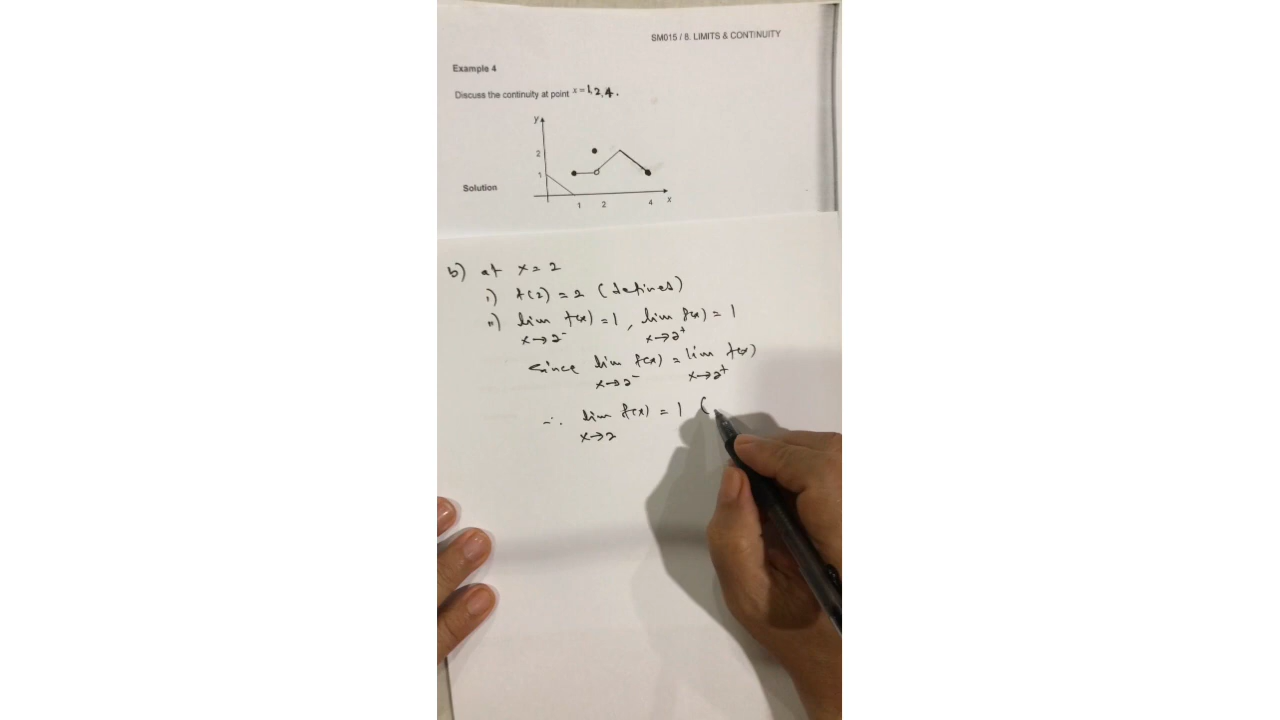 SM015 / 8. LIMITS & CONTINUITY
Example 4
Discuss the continuity at point x = 1, 2, 4.
y
2
1
Solution
1 2 4 x
b) at x = 2
i) f(2) = 2 (defines)
ii) lim f(x) = 1, lim f(x) = 1
x→2⁻ x→2⁺
since lim f(x) = lim f(x)
x→2⁻ x→2⁺
∴ lim f(x) = 1 (
x→2